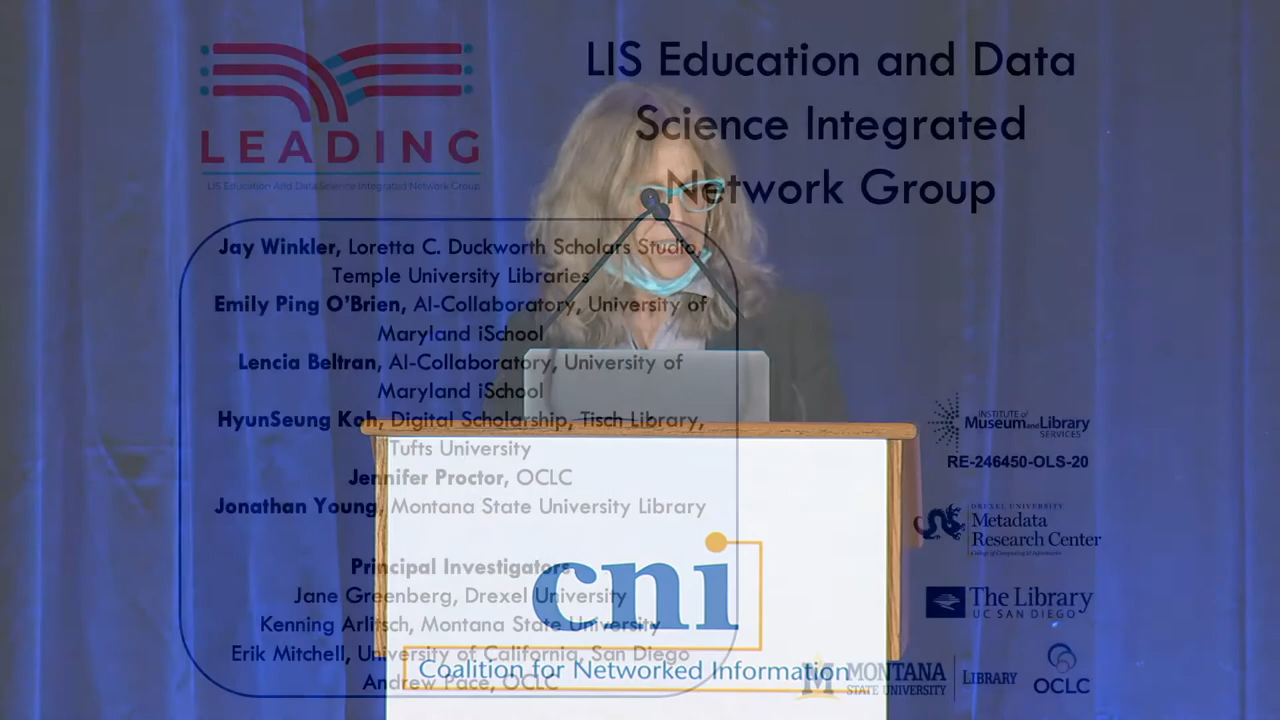 LEADING
LIS Education And Data Science Integrated Network Group
LIS Education and Data
Science Integrated
Network Group
Jay Winkler, Loretta C. Duckworth Scholars Studio,
Temple University Libraries
Emily Ping O'Brien, AI-Collaboratory, University of
Maryland iSchool
Lencia Beltran, AI-Collaboratory, University of
Maryland iSchool
HyunSeung Koh, Digital Scholarship, Tisch Library,
Tufts University
Jennifer Proctor, OCLC
Jonathan Young, Montana State University Library
Principal Investigators
Jane Greenberg, Drexel University
Kenning Arlitsch, Montana State University
Erik Mitchell, University of California, San Diego
Andrew Pace, OCLC
INSTITUTE of
Museum and Library
SERVICES
RE-246450-OLS-20
DREXEL UNIVERSITY
Metadata
Research Center
College of Computing & Informatics
The Library
UC SAN DIEGO
M MONTANA
STATE UNIVERSITY
LIBRARY
OCLC
cni
Coalition for Networked Information